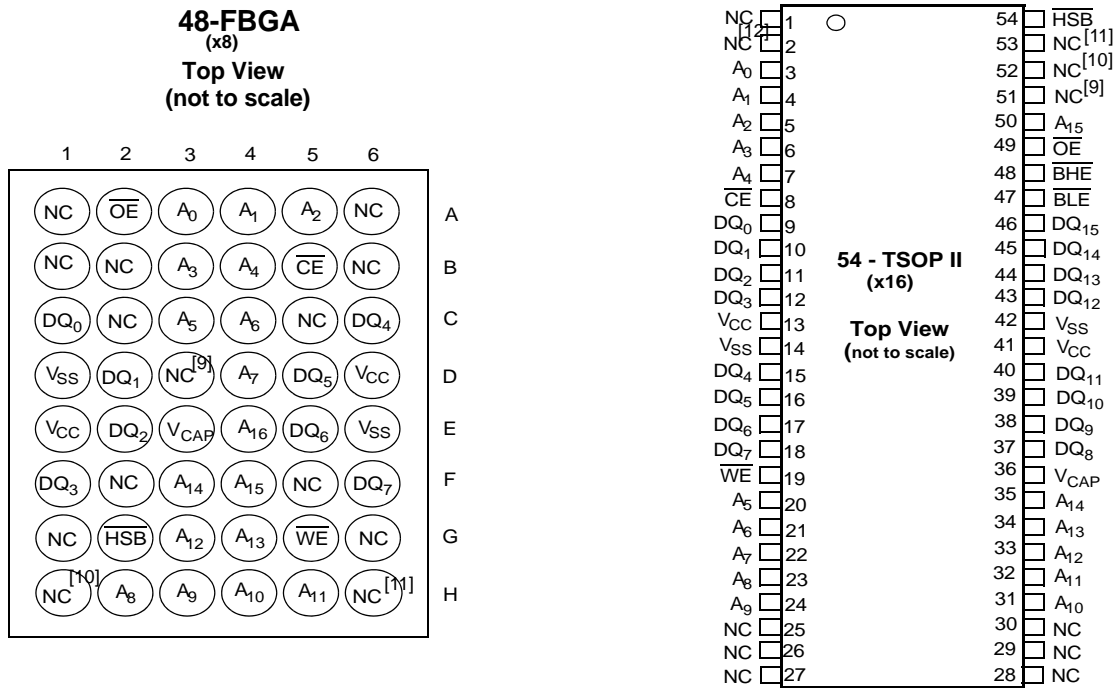 48-FBGA
(x8)
Top View
(not to scale)
1 2 3 4 5 6
NC OE A0 A1 A2 NC A
NC NC A3 A4 CE NC B
DQ0 NC A5 A6 NC DQ4 C
VSS DQ1 NC[9] A7 DQ5 VCC D
VCC DQ2 VCAP A16 DQ6 VSS E
DQ3 NC A14 A15 NC DQ7 F
NC HSB A12 A13 WE NC G
NC[10] A8 A9 A10 A11 NC[11] H
54 - TSOP II
(x16)
Top View
(not to scale)
NC 1
[12]
NC 2
A0 3
A1 4
A2 5
A3 6
A4 7
CE 8
DQ0 9
DQ1 10
DQ2 11
DQ3 12
VCC 13
VSS 14
DQ4 15
DQ5 16
DQ6 17
DQ7 18
WE 19
A5 20
A6 21
A7 22
A8 23
A9 24
NC 25
NC 26
NC 27
54 HSB
53 NC[11]
52 NC[10]
51 NC[9]
50 A15
49 OE
48 BHE
47 BLE
46 DQ15
45 DQ14
44 DQ13
43 DQ12
42 VSS
41 VCC
40 DQ11
39 DQ10
38 DQ9
37 DQ8
36 VCAP
35 A14
34 A13
33 A12
32 A11
31 A10
30 NC
29 NC
28 NC